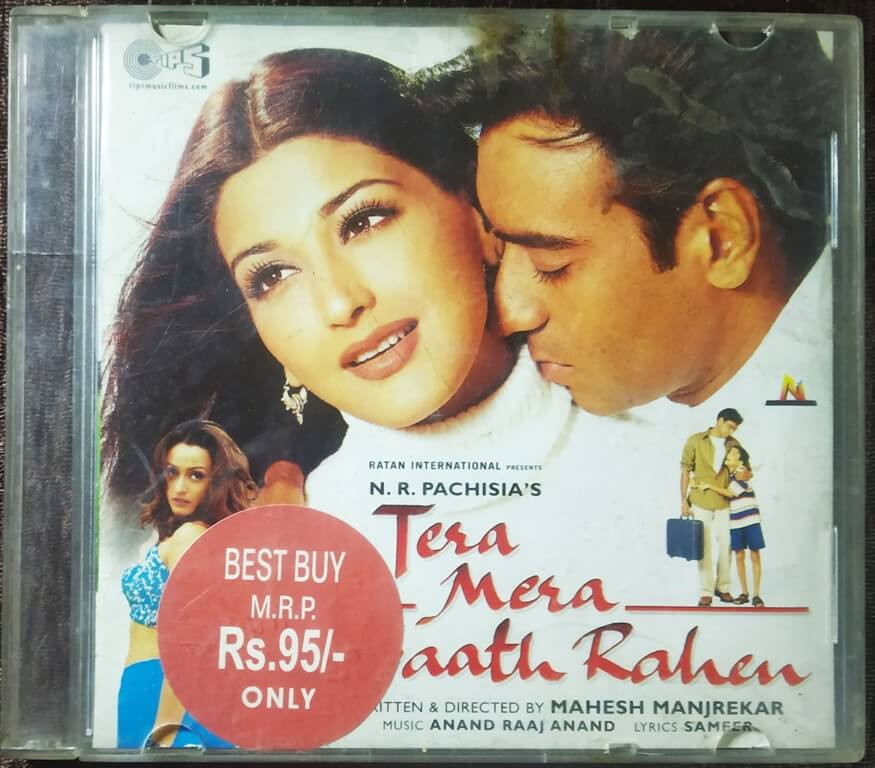 TIPS
tipsmusicfilms.com
N
RATAN INTERNATIONAL PRESENTS
N. R. PACHISIA'S
Tera
Mera
aath Rahen
RITTEN & DIRECTED BY MAHESH MANJREKAR
MUSIC ANAND RAAJ ANAND LYRICS SAMEER
BEST BUY
M.R.P.
Rs.95/-
ONLY